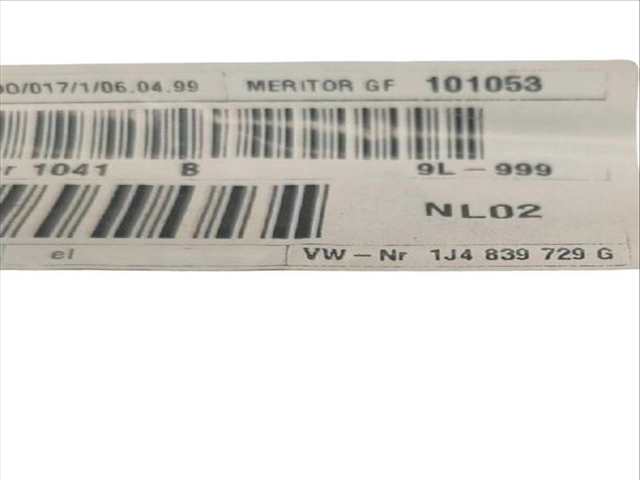 00/017/1/06.04.99 MERITOR GF 101053
r 1041 B 9L-999
NL02
el VW-Nr 1J4 839 729 G